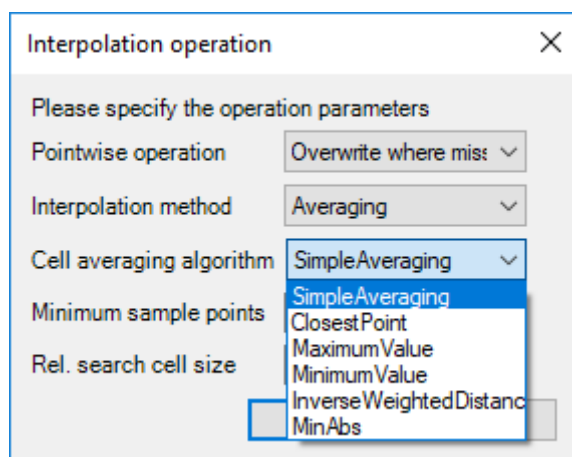 Interpolation operation
Please specify the operation parameters
Pointwise operation Overwrite where miss
Interpolation method Averaging
Cell averaging algorithm SimpleAveraging
SimpleAveraging
Minimum sample points ClosestPoint
MaximumValue
Rel. search cell size MinimumValue
InverseWeightedDistanc
MinAbs